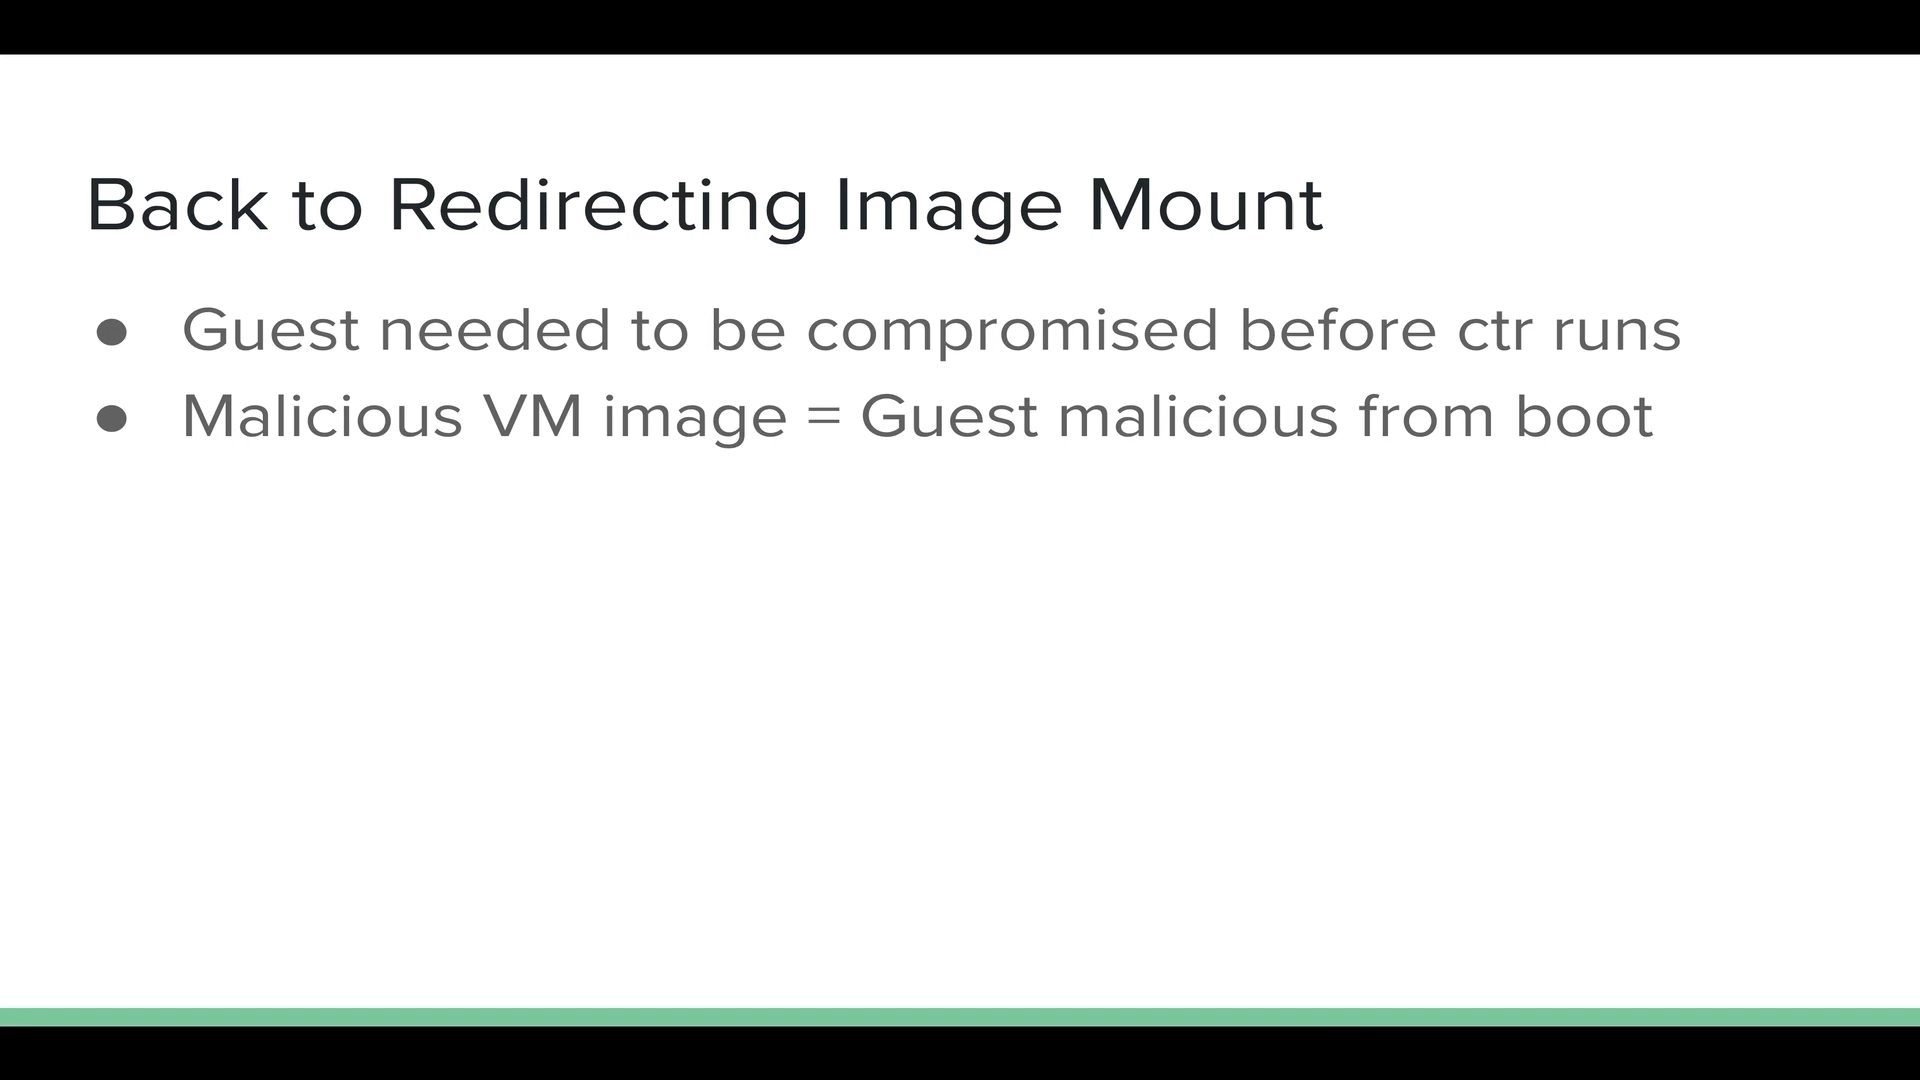 Back to Redirecting Image Mount
● Guest needed to be compromised before ctr runs
● Malicious VM image = Guest malicious from boot